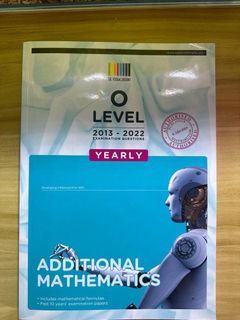 O
LEVEL
2013 - 2022
EXAMINATION QUESTIONS
YEARLY
ADDITIONAL
MATHEMATICS
• Includes mathematical formulae
• Past 10 years' examination papers